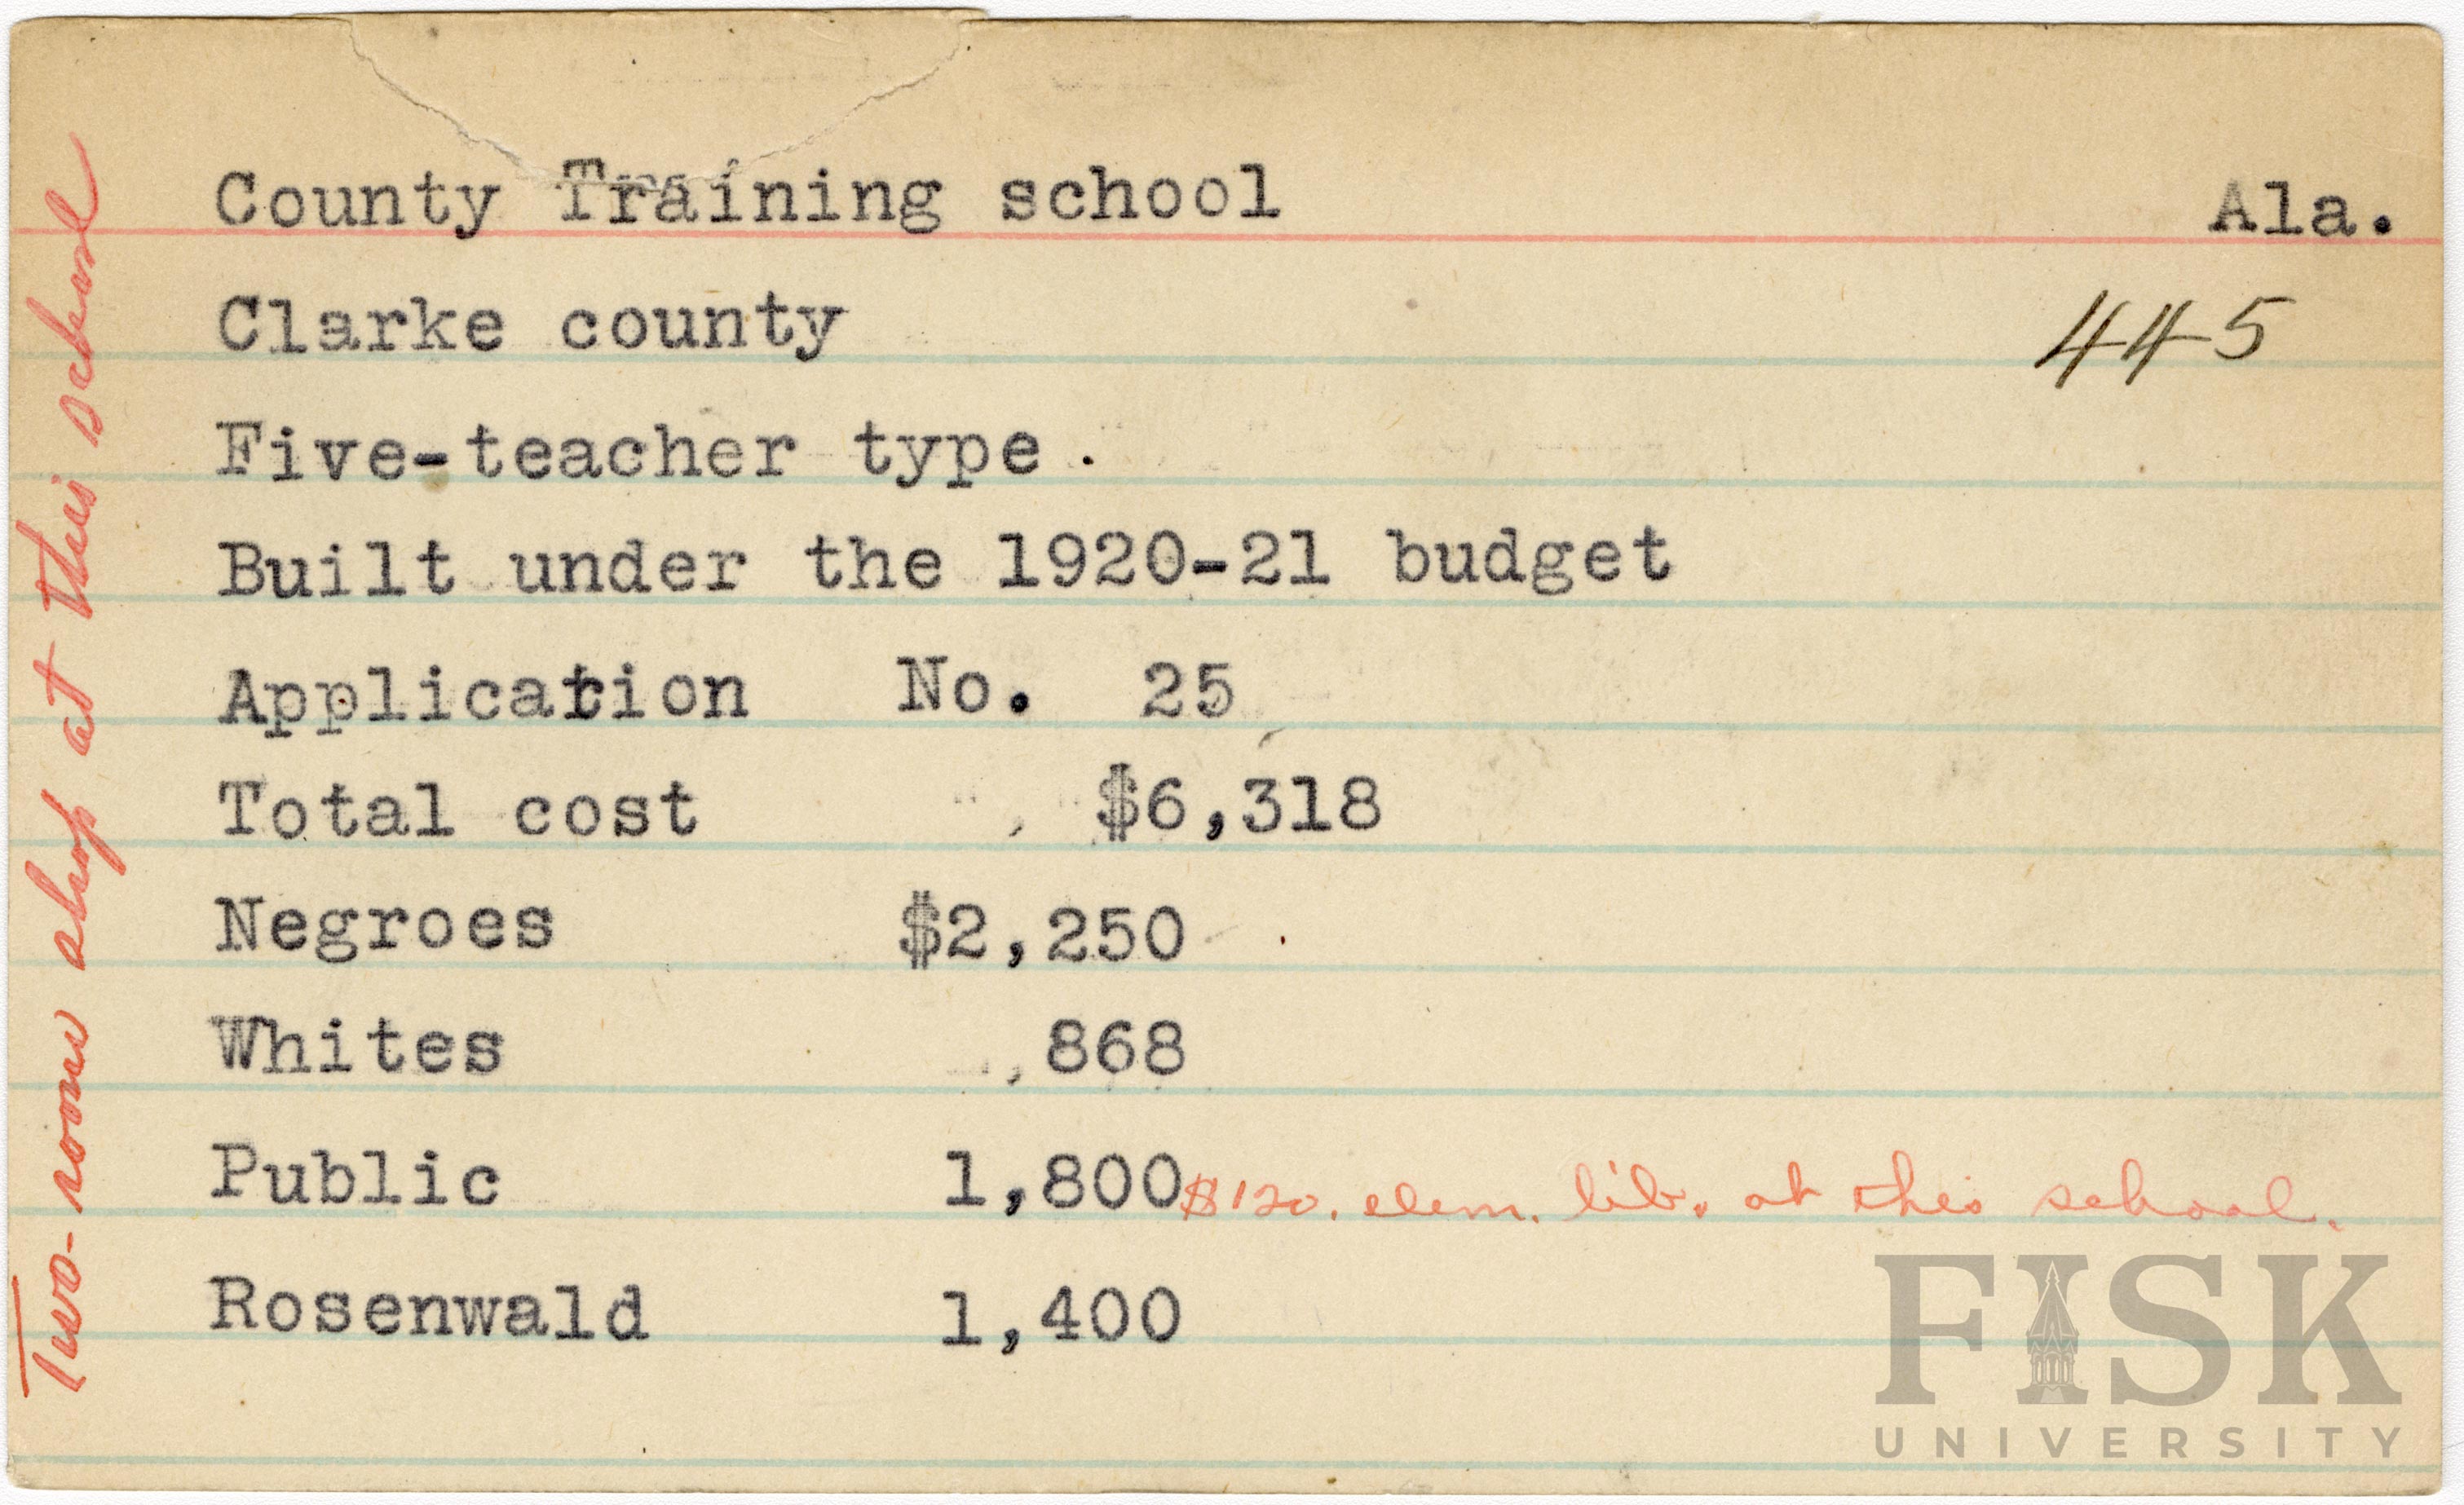 County Training school Ala.
Clarke county 445
Five-teacher type.
Built under the 1920-21 budget
Application No. 25
Total cost $6,318
Negroes $2,250
Whites 868
Public 1,800 $120. elem. lib. at this school.
Rosenwald 1,400
Two-room shop at this school
FISK
UNIVERSITY